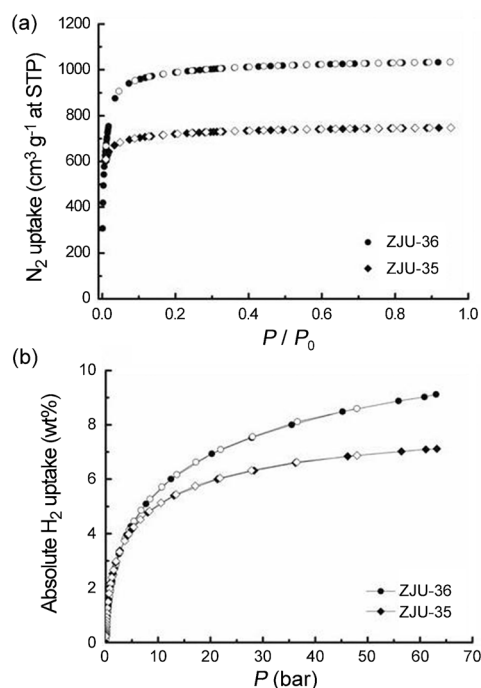 (a)
N₂ uptake (cm³ g⁻¹ at STP)
1200
1000
800
600
400
200
0
ZJU-36
ZJU-35
0.0 0.2 0.4 0.6 0.8 1.0
P / P₀
(b)
Absolute H₂ uptake (wt%)
10
8
6
4
2
0
ZJU-36
ZJU-35
0 10 20 30 40 50 60 70
P (bar)